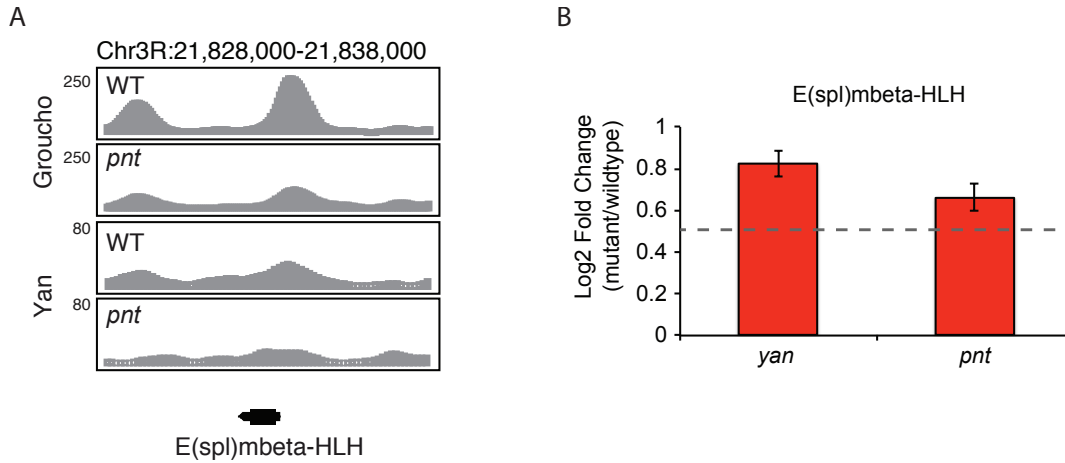 A
Chr3R:21,828,000-21,838,000
Groucho
250
WT
250
pnt
Yan
80
WT
80
pnt
E(spl)mbeta-HLH
B
E(spl)mbeta-HLH
Log2 Fold Change
(mutant/wildtype)
1
0.8
0.6
0.4
0.2
0
yan
pnt